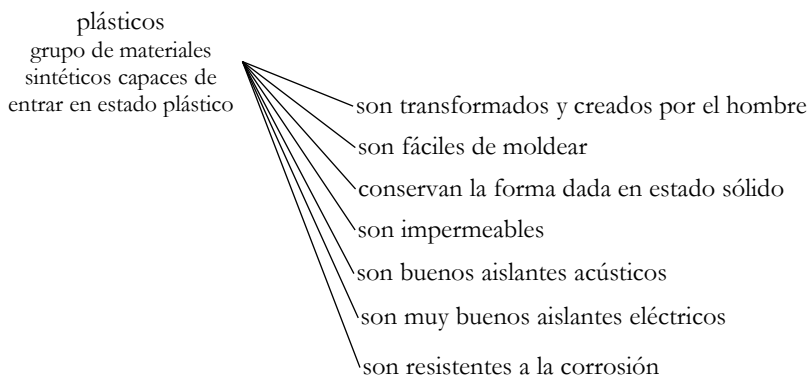 plásticos
grupo de materiales
sintéticos capaces de
entrar en estado plástico
son transformados y creados por el hombre
son fáciles de moldear
conservan la forma dada en estado sólido
son impermeables
son buenos aislantes acústicos
son muy buenos aislantes eléctricos
son resistentes a la corrosión